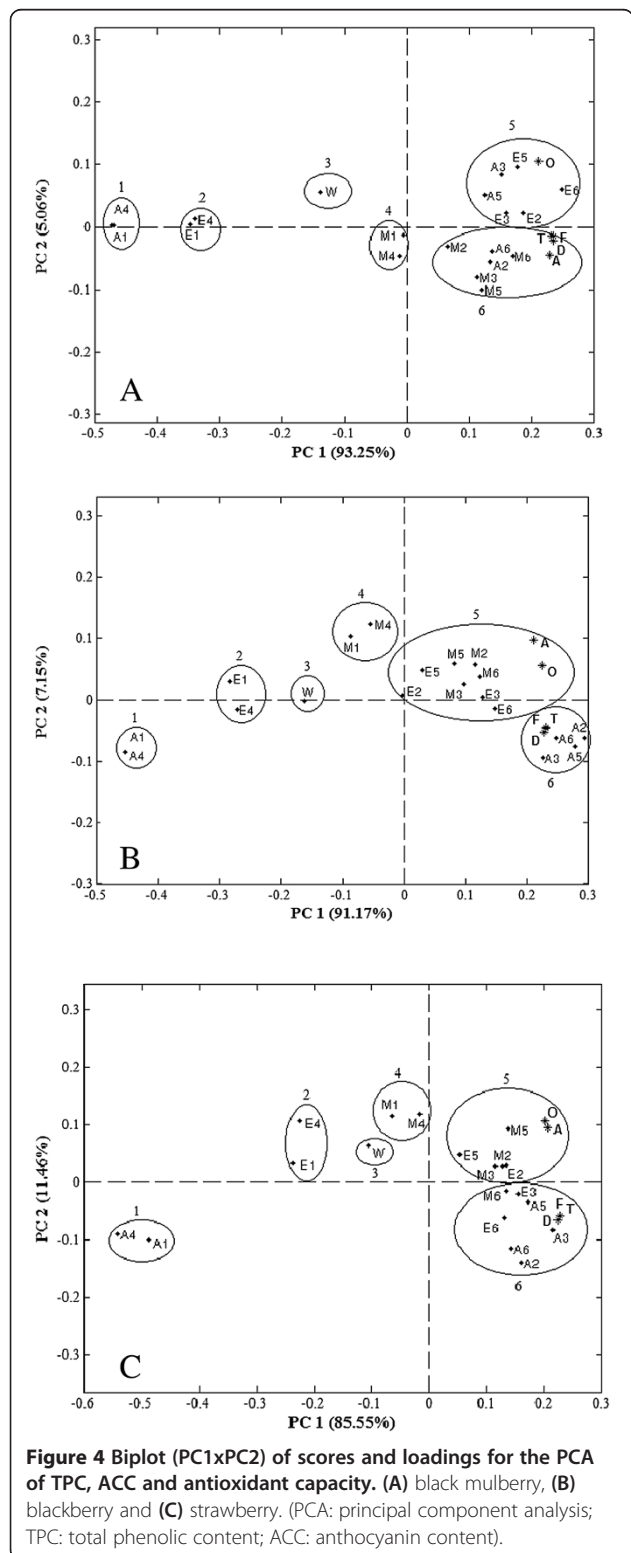 0.3
0.2
0.1
0
-0.1
-0.2
-0.3
PC 2 (5.06%)
1
A4
A1
2
E4
E1
3
W
4
M1
M4
5
E5
O
A3
A5
E6
E3
E2
T
F
D
A
M2
A6
M6
A2
M3
M5
6
A
-0.5
-0.4
-0.3
-0.2
-0.1
0
0.1
0.2
0.3
PC 1 (93.25%)
0.3
0.2
0.1
0
-0.1
-0.2
-0.3
PC 2 (7.15%)
4
M4
M1
5
A
O
M5
M2
E5
M6
M3
E2
E3
E6
2
E1
E4
3
W
1
A1
A4
F
T
A2
D
A6
A3
A5
6
B
-0.5
-0.4
-0.3
-0.2
-0.1
0
0.1
0.2
0.3
PC 1 (91.17%)
0.3
0.2
0.1
0
-0.1
-0.2
-0.3
PC 2 (11.46%)
2
E4
E1
4
M1
M4
W
3
5
O
A
M5
E5
M2
M3
E2
1
A4
A1
M6
E3
A5
F
T
E6
D
A3
A6
A2
6
C
-0.6
-0.5
-0.4
-0.3
-0.2
-0.1
0
0.1
0.2
0.3
PC 1 (85.55%)
Figure 4 Biplot (PC1xPC2) of scores and loadings for the PCA
of TPC, ACC and antioxidant capacity. (A) black mulberry, (B)
blackberry and (C) strawberry. (PCA: principal component analysis;
TPC: total phenolic content; ACC: anthocyanin content).